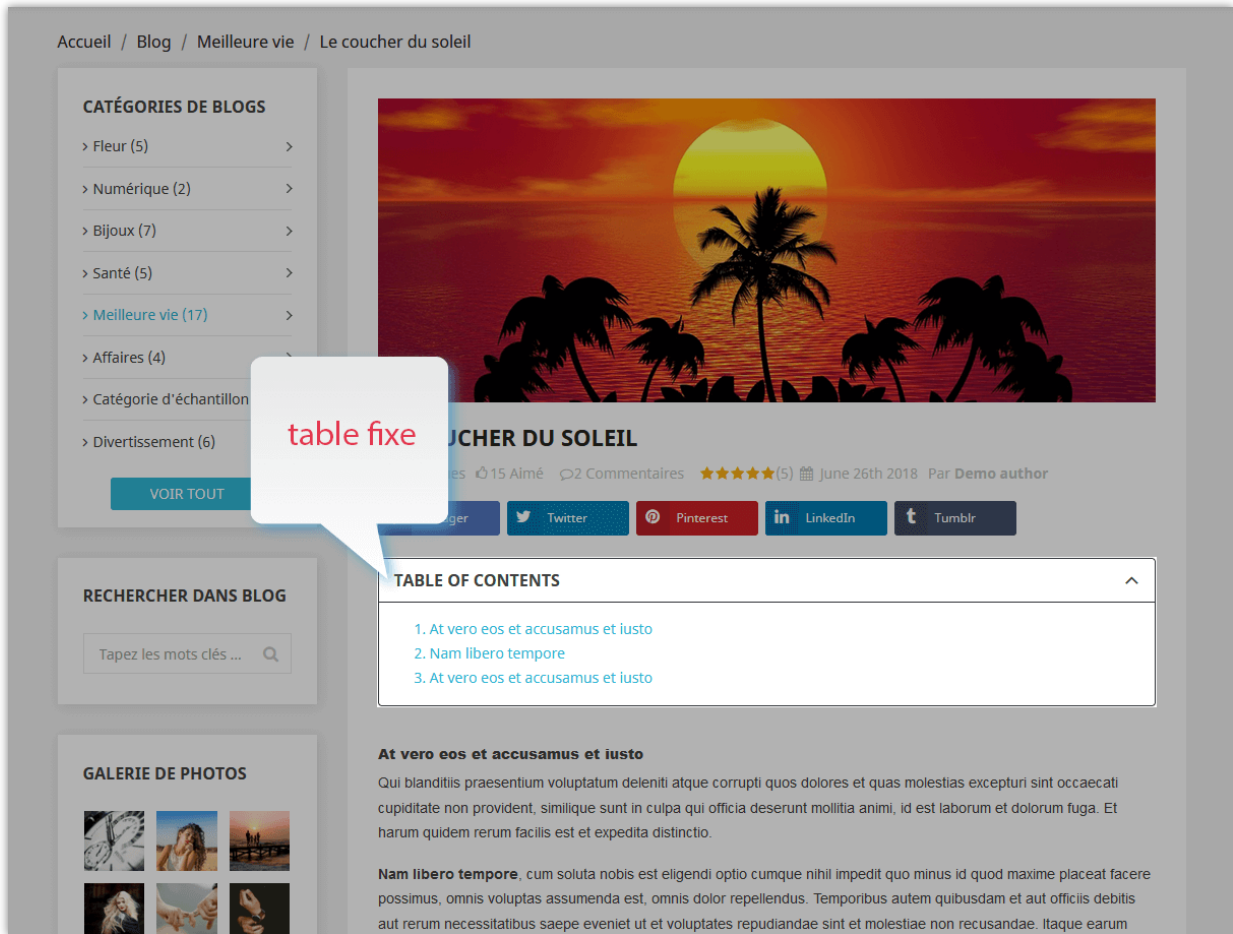 Accueil / Blog / Meilleure vie / Le coucher du soleil
CATÉGORIES DE BLOGS
Fleur (5)
Numérique (2)
Bijoux (7)
Santé (5)
Meilleure vie (17)
Affaires (4)
Catégorie d'échantillon
Divertissement (6)
VOIR TOUT
RECHERCHER DANS BLOG
Tapez les mots clés ...
GALERIE DE PHOTOS
table fixe
UCHER DU SOLEIL
15 Aimé 2 Commentaires (5) June 26th 2018 Par Demo author
Twitter Pinterest in LinkedIn t Tumblr
TABLE OF CONTENTS
1. At vero eos et accusamus et iusto
2. Nam libero tempore
3. At vero eos et accusamus et iusto
At vero eos et accusamus et iusto
Qui blanditiis praesentium voluptatum deleniti atque corrupti quos dolores et quas molestias excepturi sint occaecati
cupiditate non provident, similique sunt in culpa qui officia deserunt mollitia animi, id est laborum et dolorum fuga. Et
harum quidem rerum facilis est et expedita distinctio.
Nam libero tempore, cum soluta nobis est eligendi optio cumque nihil impedit quo minus id quod maxime placeat facere
possimus, omnis voluptas assumenda est, omnis dolor repellendus. Temporibus autem quibusdam et aut officiis debitis
aut rerum necessitatibus saepe eveniet ut et voluptates repudiandae sint et molestiae non recusandae. Itaque earum